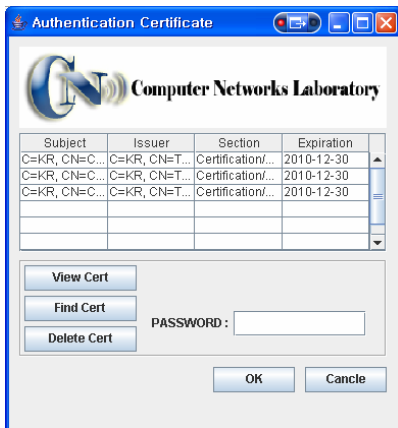 Authentication Certificate
CN Computer Networks Laboratory
Subject Issuer Section Expiration
C=KR, CN=C... C=KR, CN=T... Certification/... 2010-12-30
C=KR, CN=C... C=KR, CN=T... Certification/... 2010-12-30
C=KR, CN=C... C=KR, CN=T... Certification/... 2010-12-30
View Cert
Find Cert
PASSWORD :
Delete Cert
OK Cancle